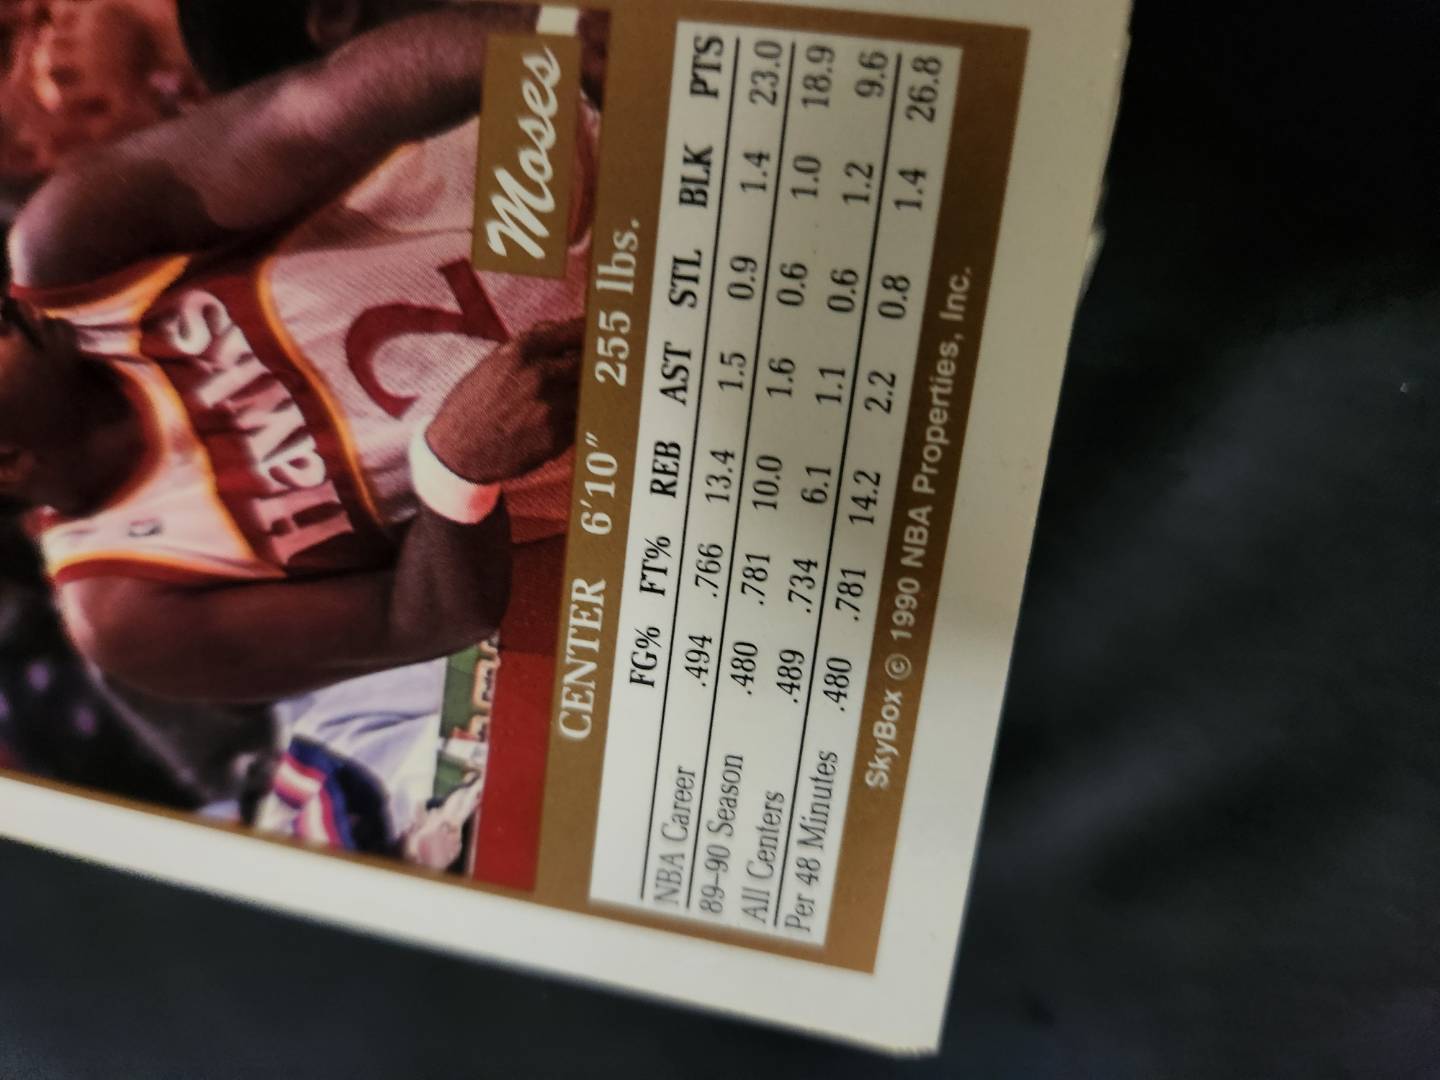 Hawks
2
Moses
CENTER 6'10" 255 lbs.
FG% FT% REB AST STL BLK PTS
NBA Career .494 .766 13.4 1.5 0.9 1.4 23.0
89-90 Season .480 .781 10.0 1.6 0.6 1.0 18.9
All Centers .489 .734 6.1 1.1 0.6 1.2 9.6
Per 48 Minutes .480 .781 14.2 2.2 0.8 1.4 26.8
SkyBox © 1990 NBA Properties, Inc.